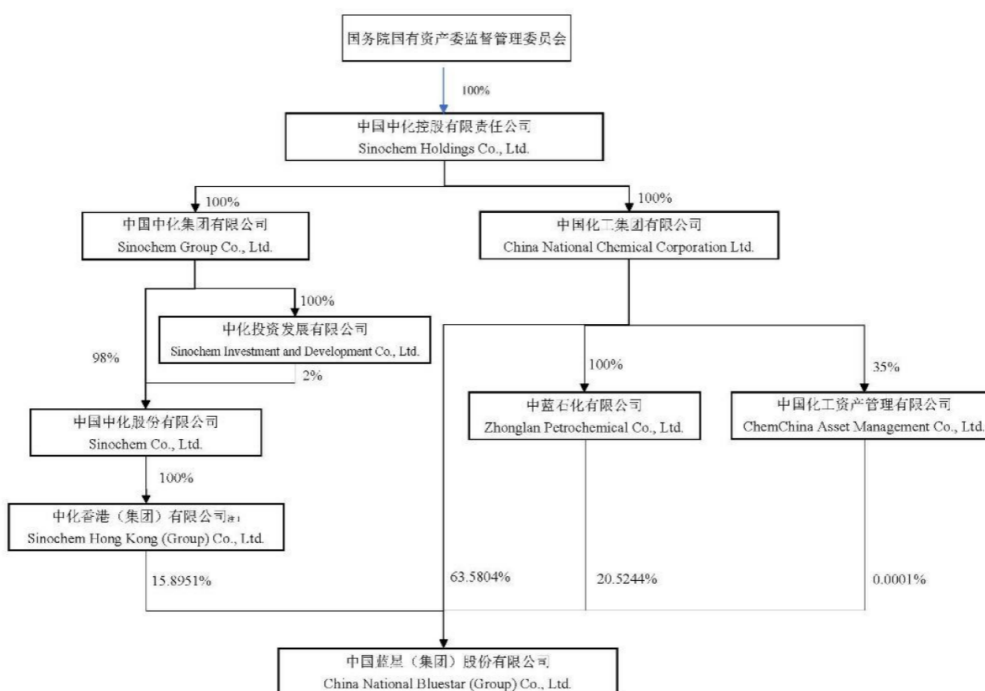 国务院国有资产委监督管理委员会
100%
中国中化控股有限责任公司
Sinochem Holdings Co., Ltd.
100%
100%
中国中化集团有限公司
Sinochem Group Co., Ltd.
中国化工集团有限公司
China National Chemical Corporation Ltd.
100%
中化投资发展有限公司
Sinochem Investment and Development Co., Ltd.
98%
2%
100%
35%
中国中化股份有限公司
Sinochem Co., Ltd.
中蓝石化有限公司
Zhonglan Petrochemical Co., Ltd.
中国化工资产管理有限公司
ChemChina Asset Management Co., Ltd.
100%
中化香港（集团）有限公司注1
Sinochem Hong Kong (Group) Co., Ltd.
15.8951%
63.5804%
20.5244%
0.0001%
中国蓝星（集团）股份有限公司
China National Bluestar (Group) Co., Ltd.